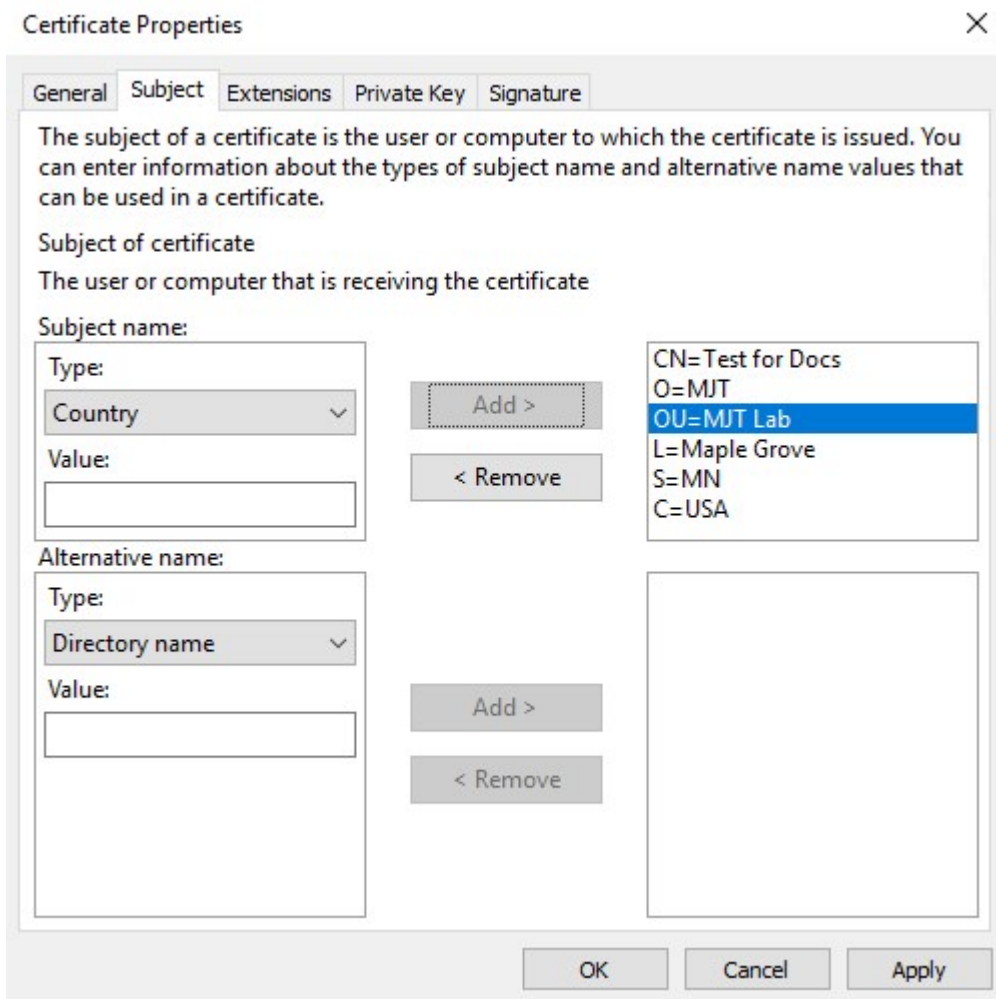 Certificate Properties
General Subject Extensions Private Key Signature
The subject of a certificate is the user or computer to which the certificate is issued. You
can enter information about the types of subject name and alternative name values that
can be used in a certificate.
Subject of certificate
The user or computer that is receiving the certificate
Subject name:
Type:
Country
Value:
Add >
< Remove
CN=Test for Docs
O=MJT
OU=MJT Lab
L=Maple Grove
S=MN
C=USA
Alternative name:
Type:
Directory name
Value:
Add >
< Remove
OK Cancel Apply